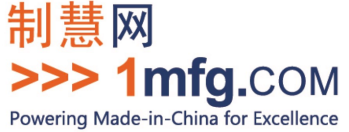 制慧网
>>> 1mfg.COM
Powering Made-in-China for Excellence